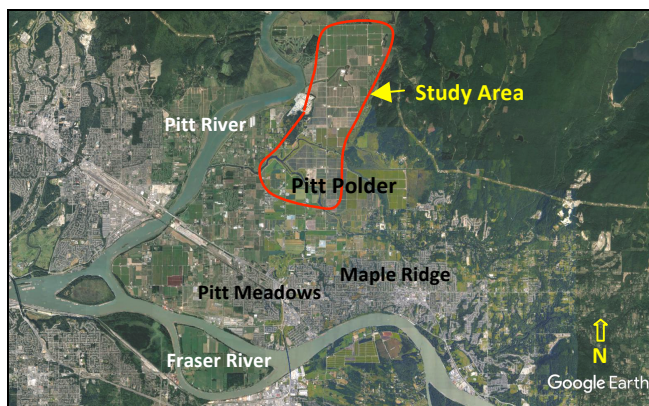 Study Area
Pitt River
Pitt Polder
Maple Ridge
Pitt Meadows
Fraser River
N
Google Earth